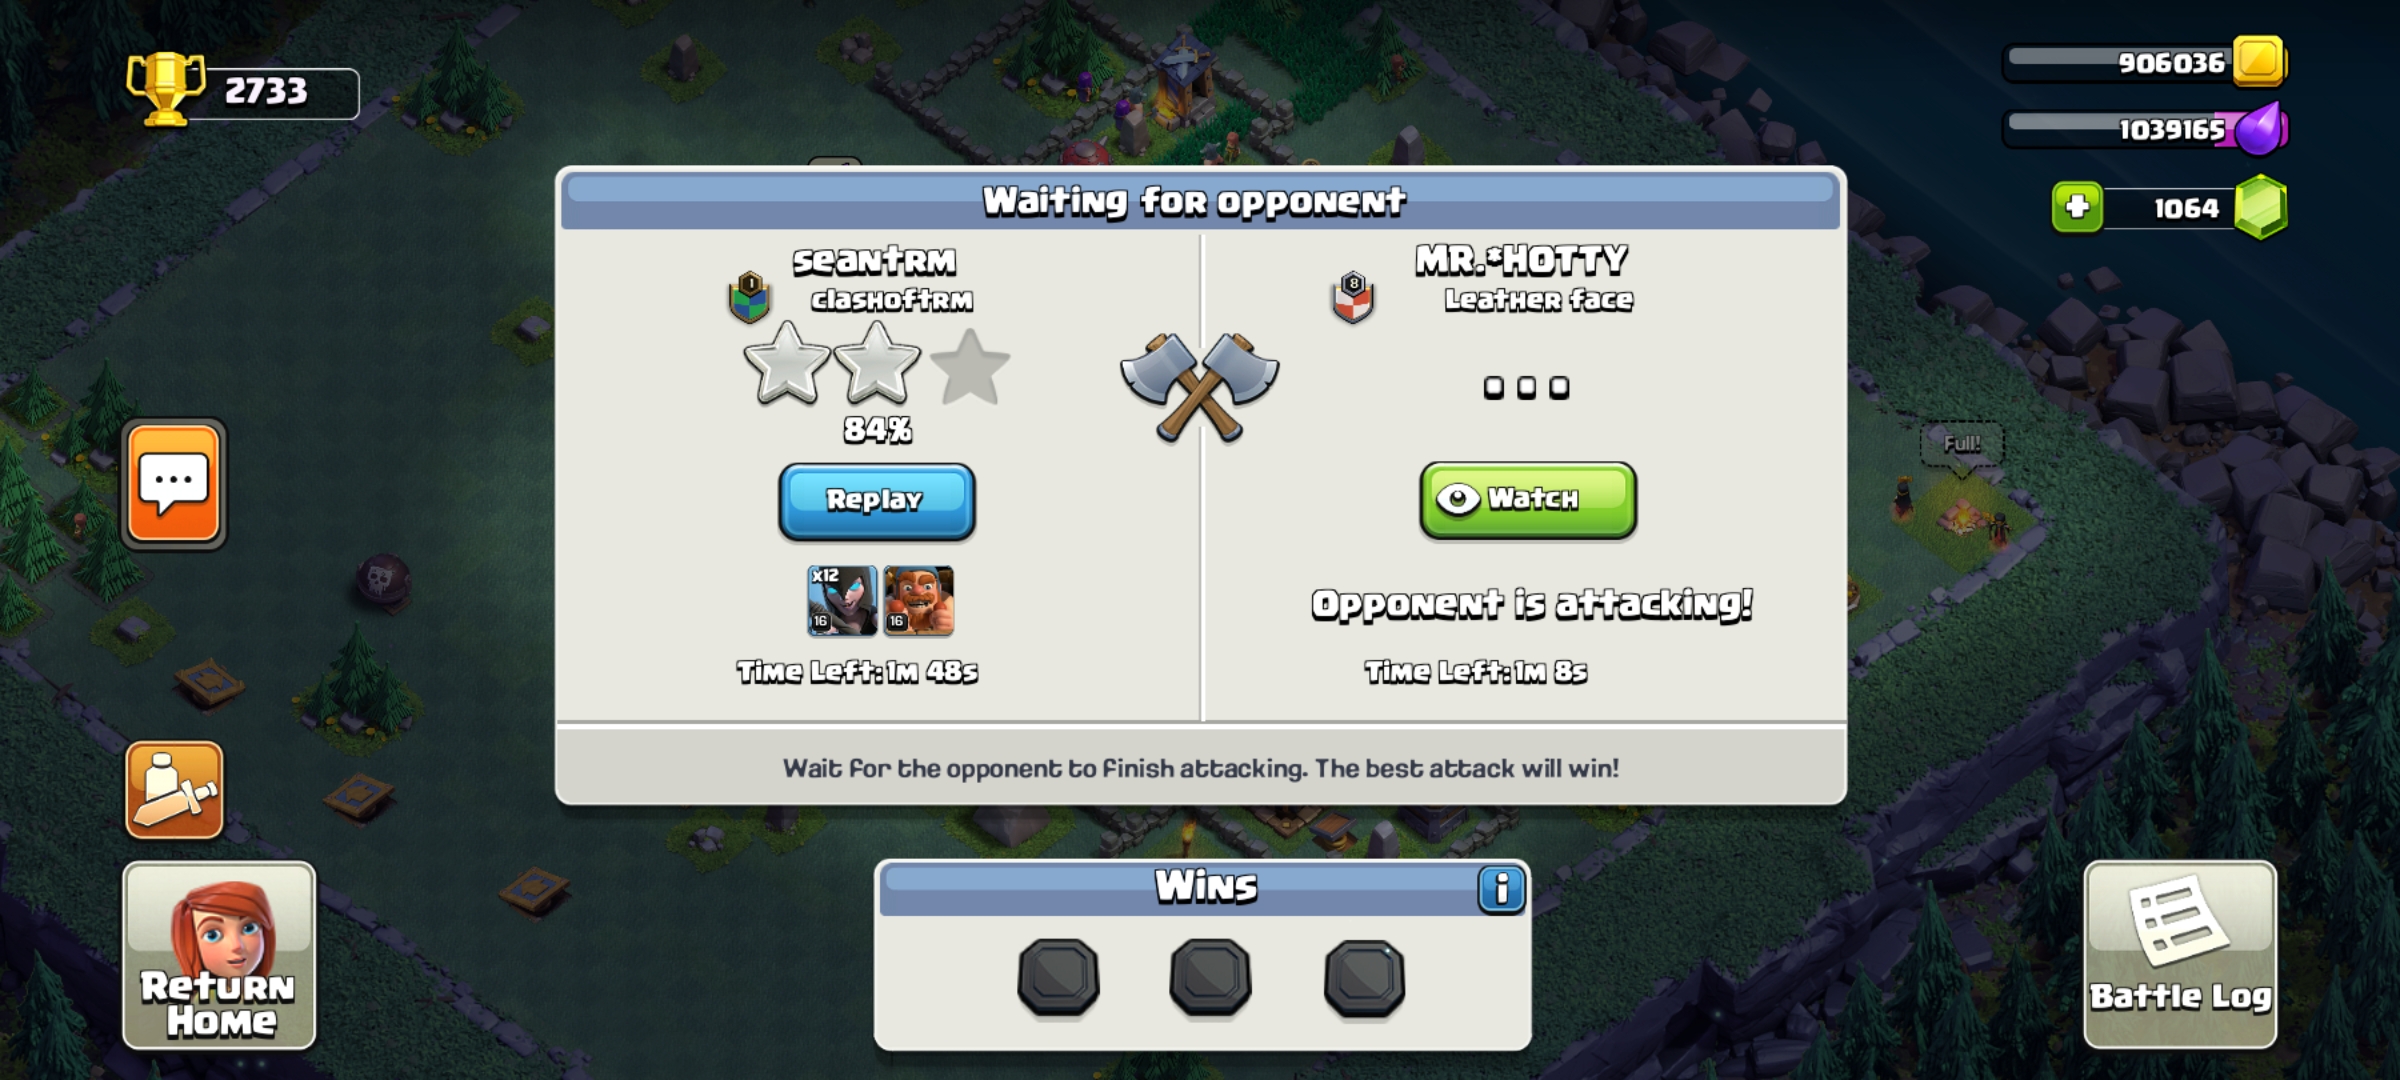 2733
906036
1039165
1064
Waiting for opponent
seantrm
clashoftrm
1
84%
Replay
x12
16
16
Time Left:1m 48s
MR.*HOTTY
Leather face
8
Watch
Opponent is attacking!
Time Left:1m 8s
Wait for the opponent to finish attacking. The best attack will win!
Full!
Wins
i
Return
Home
Battle Log